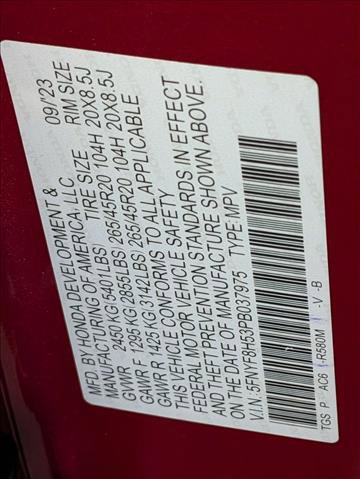 MFD. BY HONDA DEVELOPMENT & 09/'23
MANUFACTURING OF AMERICA, LLC TIRE SIZE RIM SIZE
GVWR 2450 KG(5401LBS) 265/45R20 104H 20X8.5J
GAWR F 1295 KG(2855LBS) 265/45R20 104H 20X8.5J
GAWR R 1425 KG(3142LBS)
THIS VEHICLE CONFORMS TO ALL APPLICABLE
FEDERAL MOTOR VEHICLE SAFETY
AND THEFT PREVENTION STANDARDS IN EFFECT
ON THE DATE OF MANUFACTURE SHOWN ABOVE.
V.I.N.: 5FNYF8H53PB037975 TYPE:MPV
TGS P AC6 -R580M -V -B